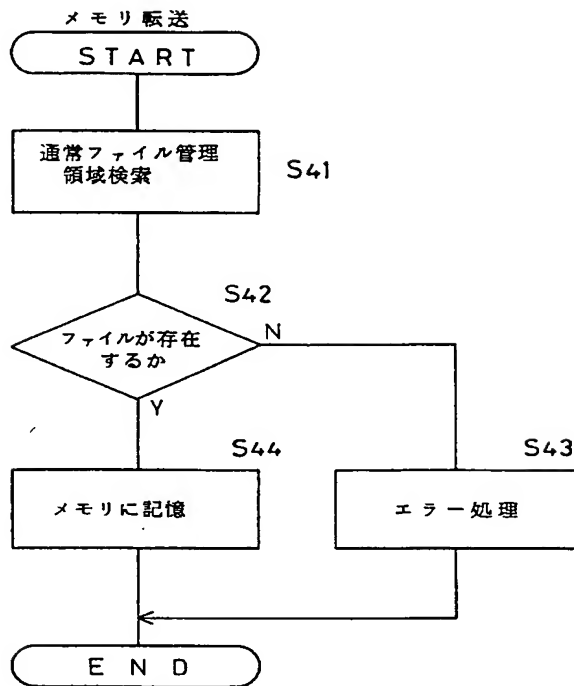 メモリ転送
START
通常ファイル管理
領域検索
S41
S42
ファイルが存在
するか
N
Y
S44
S43
メモリに記憶
エラー処理
END